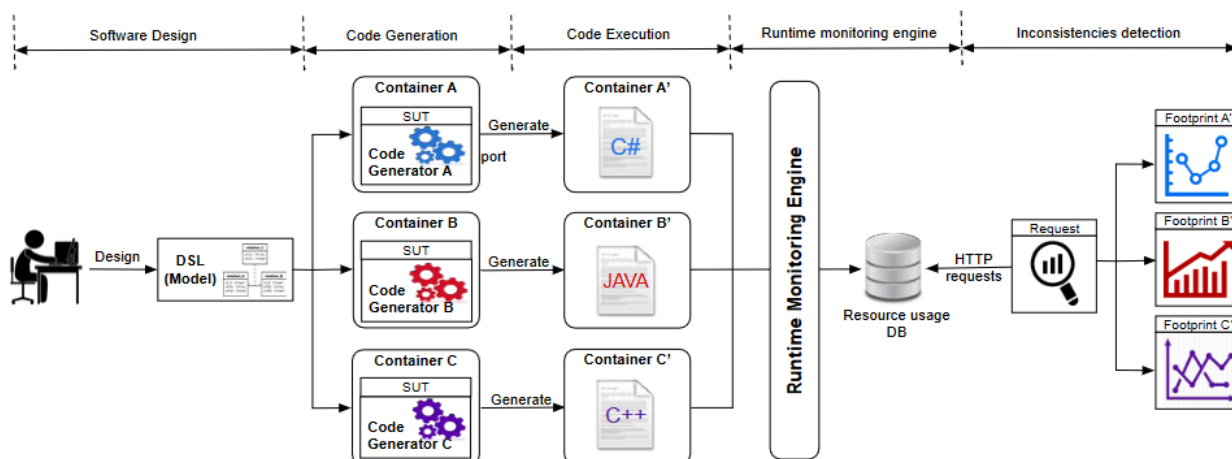 Software Design
Code Generation
Code Execution
Runtime monitoring engine
Inconsistencies detection
Container A
SUT
Code
Generator A
Generate
port
Container A'
C#
Container B
SUT
Code
Generator B
Generate
Container B'
JAVA
Container C
SUT
Code
Generator C
Generate
Container C'
C++
Design
DSL
(Model)
Runtime Monitoring Engine
Resource usage
DB
HTTP
requests
Request
Footprint A'
Footprint B'
Footprint C'